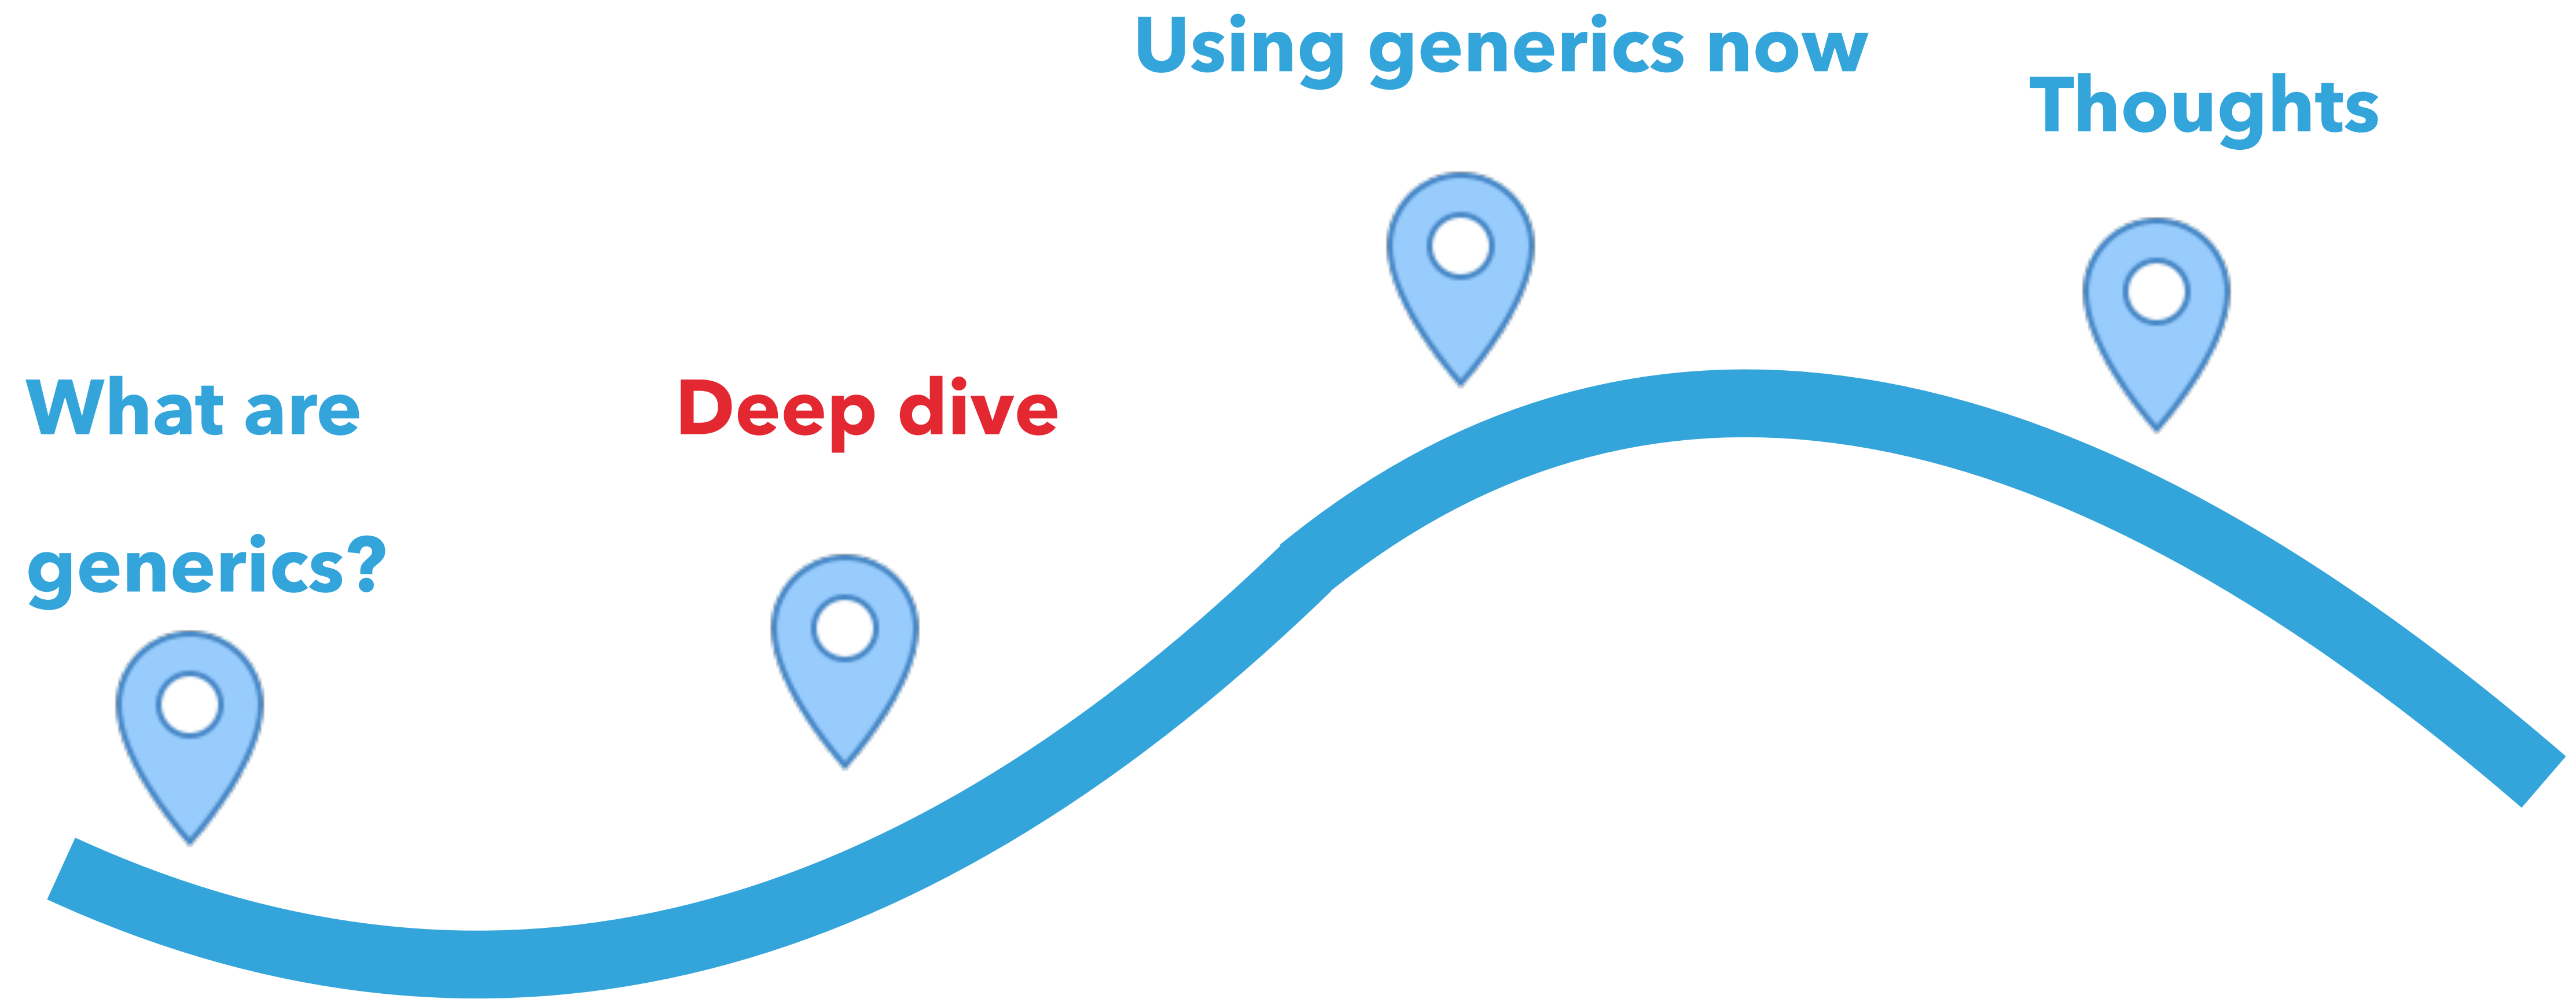 What are
generics?
Deep dive
Using generics now
Thoughts